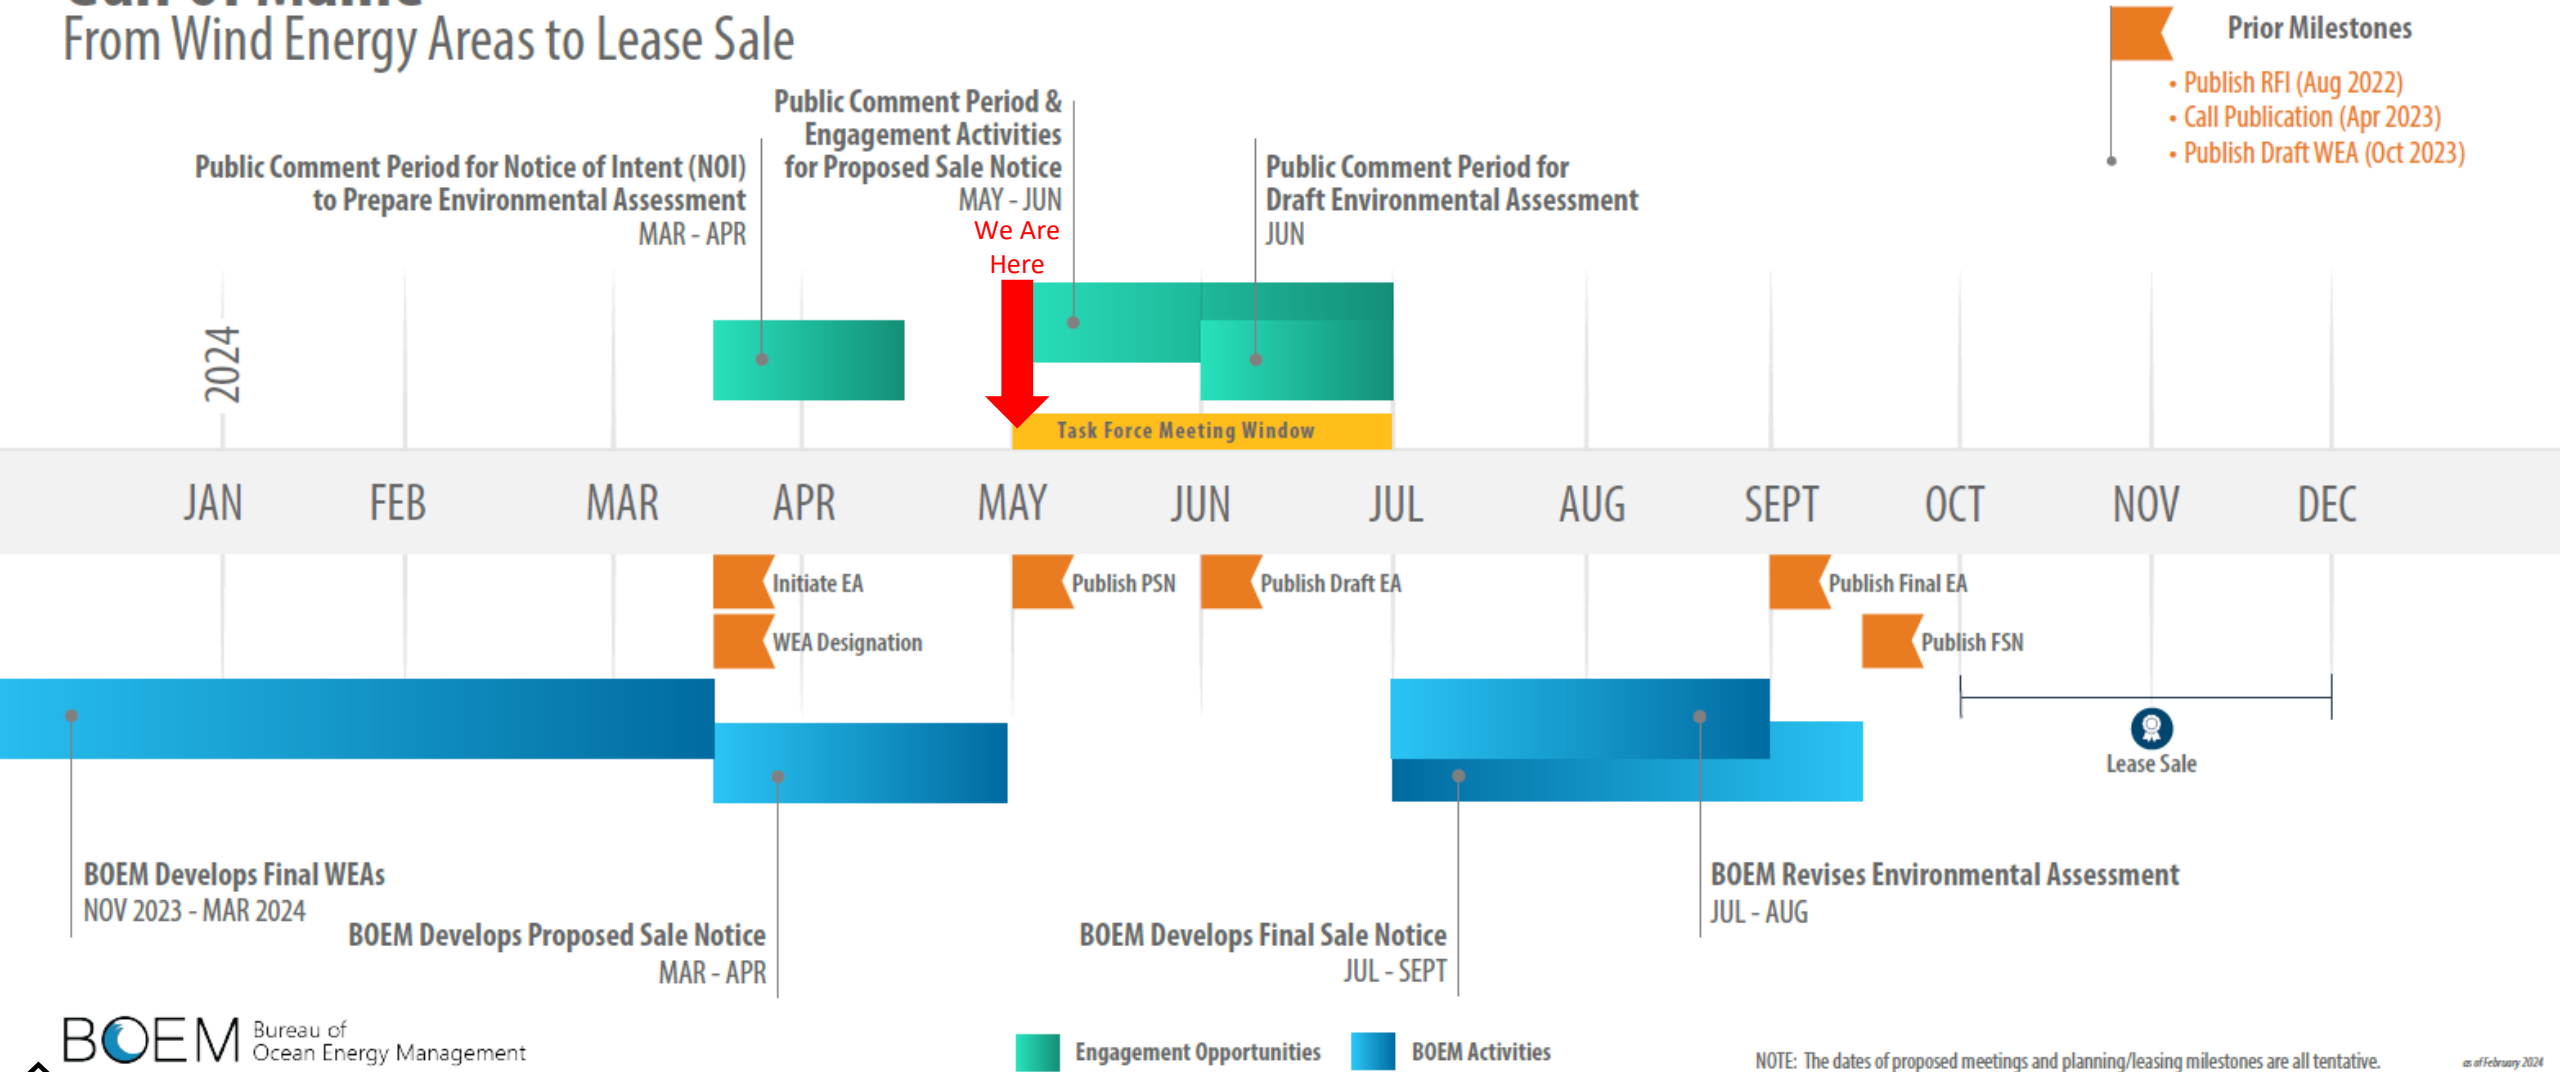 Gulf of Maine
From Wind Energy Areas to Lease Sale
Prior Milestones
• Publish RFI (Aug 2022)
• Call Publication (Apr 2023)
• Publish Draft WEA (Oct 2023)
Public Comment Period for Notice of Intent (NOI)
to Prepare Environmental Assessment
MAR - APR
Public Comment Period &
Engagement Activities
for Proposed Sale Notice
MAY - JUN
We Are
Here
Public Comment Period for
Draft Environmental Assessment
JUN
2024
Task Force Meeting Window
JAN FEB MAR APR MAY JUN JUL AUG SEPT OCT NOV DEC
Initiate EA
WEA Designation
Publish PSN
Publish Draft EA
Publish Final EA
Publish FSN
Lease Sale
BOEM Develops Final WEAs
NOV 2023 - MAR 2024
BOEM Develops Proposed Sale Notice
MAR - APR
BOEM Develops Final Sale Notice
JUL - SEPT
BOEM Revises Environmental Assessment
JUL - AUG
BOEM Bureau of
Ocean Energy Management
Engagement Opportunities
BOEM Activities
NOTE: The dates of proposed meetings and planning/leasing milestones are all tentative.
as of February 2024